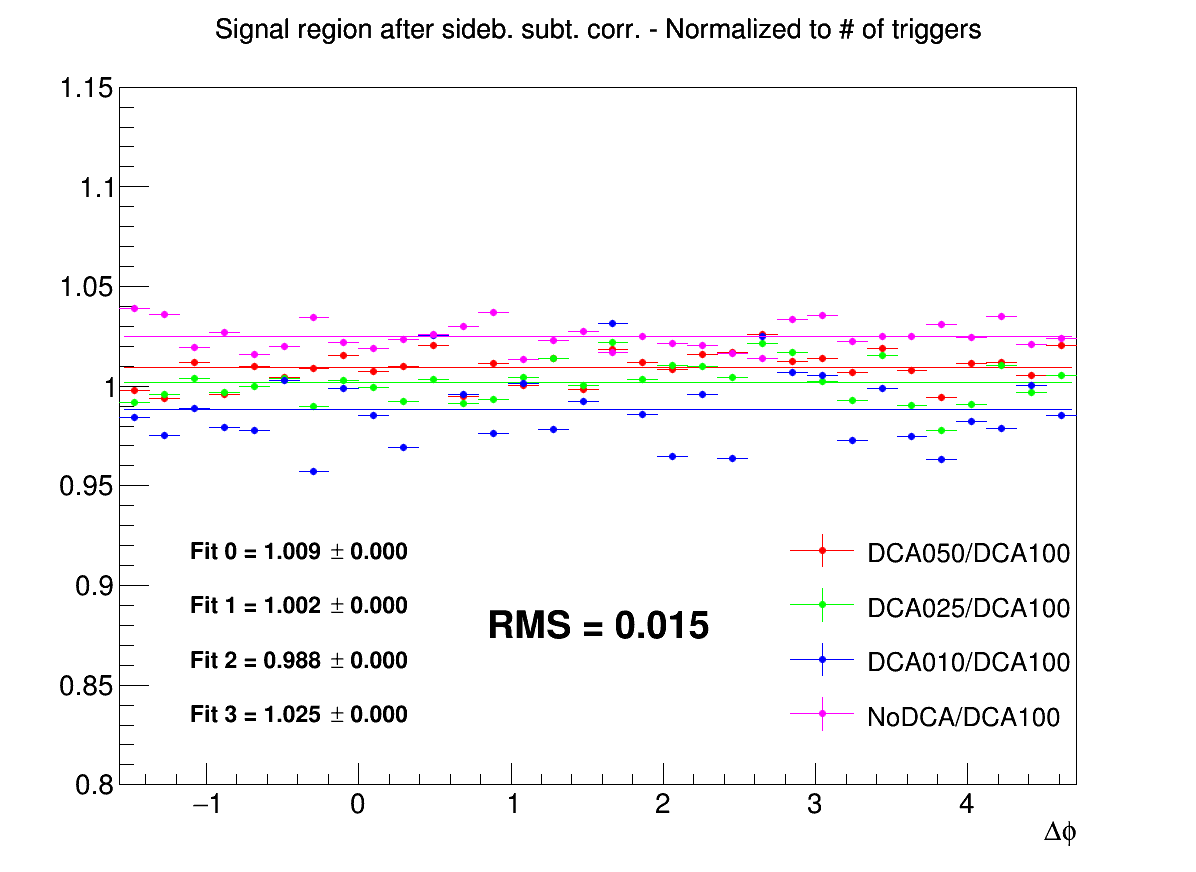 Signal region after sideb. subt. corr. - Normalized to # of triggers
1.15
1.1
1.05
1
0.95
0.9
0.85
0.8
Fit 0 = 1.009 ± 0.000
Fit 1 = 1.002 ± 0.000
Fit 2 = 0.988 ± 0.000
Fit 3 = 1.025 ± 0.000
RMS = 0.015
DCA050/DCA100
DCA025/DCA100
DCA010/DCA100
NoDCA/DCA100
−1 0 1 2 3 4
Δϕ